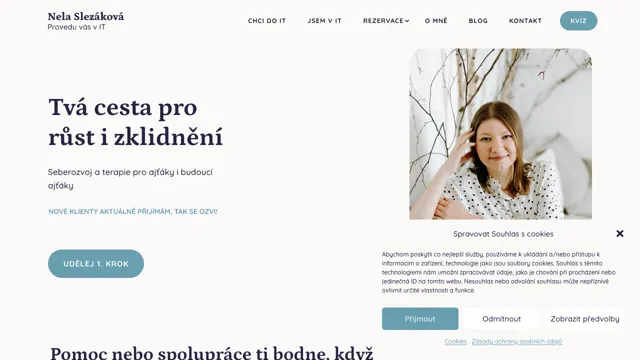 Nela Slezáková
Provedu vás v IT
CHCI DO IT
JSEM V IT
REZERVACE
O MNĚ
BLOG
KONTAKT
KVÍZ
Tvá cesta pro
růst i zklidnění
Seberozvoj a terapie pro ajťáky i budoucí
ajťáky
NOVÉ KLIENTY AKTUÁLNĚ PŘIJÍMÁM, TAK SE OZVI!
UDĚLEJ 1. KROK
Spravovat Souhlas s cookies
Abychom poskytli co nejlepší služby, používáme k ukládání a/nebo přístupu k
informacím o zařízení, technologie jako jsou soubory cookies. Souhlas s těmito
technologiemi nám umožní zpracovávat údaje, jako je chování při procházení nebo
jedinečná ID na tomto webu. Nesouhlas nebo odvolání souhlasu může nepříznivě
ovlivnit určité vlastnosti a funkce.
Příjmout
Odmítnout
Zobrazit předvolby
Cookies
Zásady ochrany osobních údajů
Pomoc nebo spolupráce ti bodne, když